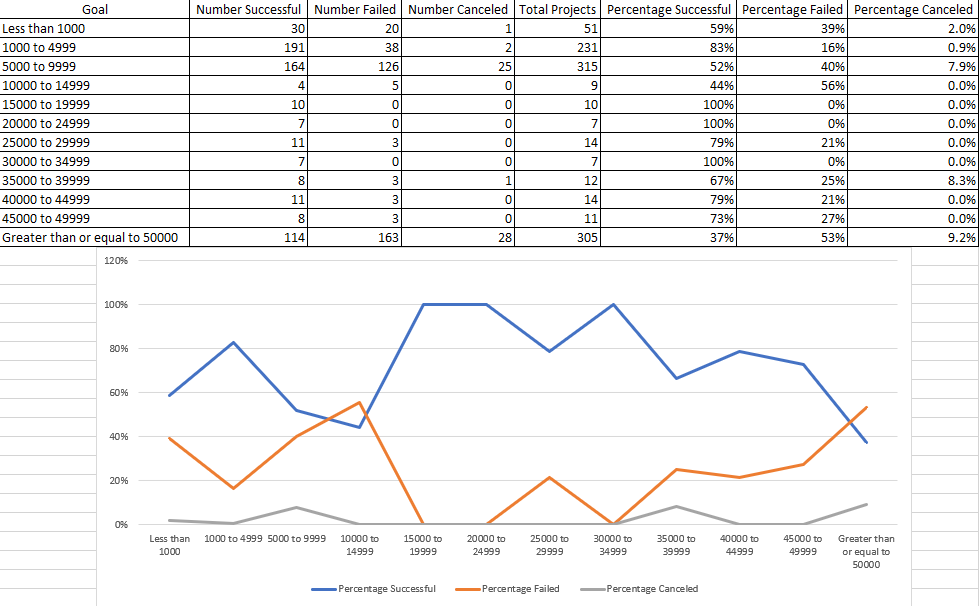 Goal Number Successful Number Failed Number Canceled Total Projects Percentage Successful Percentage Failed Percentage Canceled
Less than 1000 30 20 1 51 59% 39% 2.0%
1000 to 4999 191 38 2 231 83% 16% 0.9%
5000 to 9999 164 126 25 315 52% 40% 7.9%
10000 to 14999 4 5 0 9 44% 56% 0.0%
15000 to 19999 10 0 0 10 100% 0% 0.0%
20000 to 24999 7 0 0 7 100% 0% 0.0%
25000 to 29999 11 3 0 14 79% 21% 0.0%
30000 to 34999 7 0 0 7 100% 0% 0.0%
35000 to 39999 8 3 1 12 67% 25% 8.3%
40000 to 44999 11 3 0 14 79% 21% 0.0%
45000 to 49999 8 3 0 11 73% 27% 0.0%
Greater than or equal to 50000 114 163 28 305 37% 53% 9.2%
120%
100%
80%
60%
40%
20%
0%
Less than 1000
1000 to 4999
5000 to 9999
10000 to 14999
15000 to 19999
20000 to 24999
25000 to 29999
30000 to 34999
35000 to 39999
40000 to 44999
45000 to 49999
Greater than or equal to 50000
Percentage Successful Percentage Failed Percentage Canceled